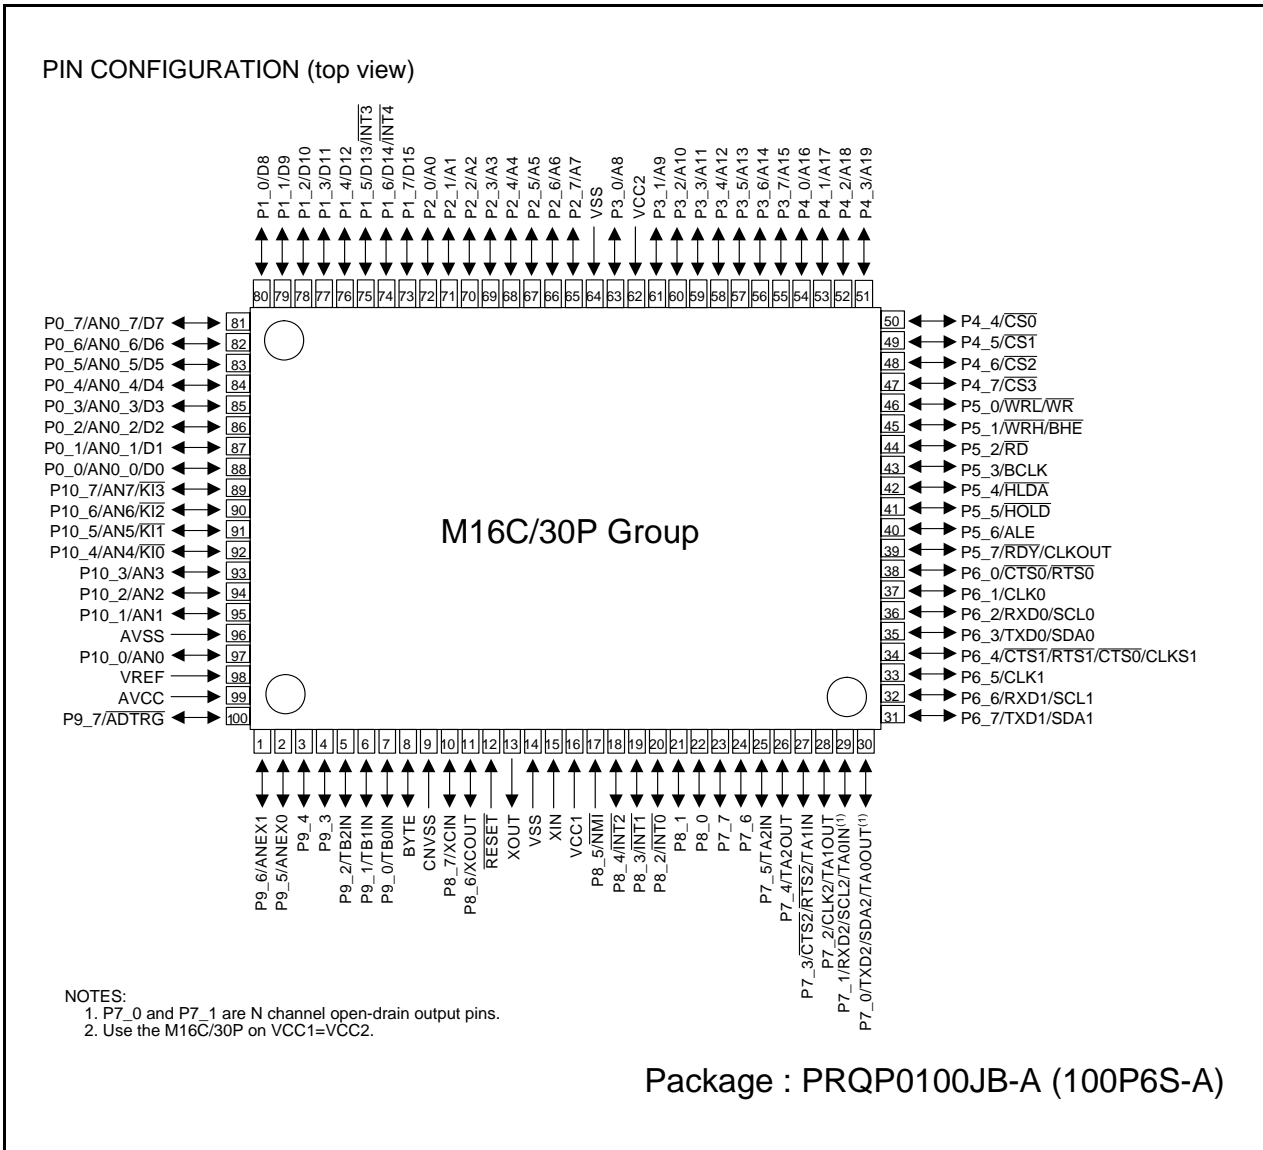 PIN CONFIGURATION (top view)
P1_0/D8
P1_1/D9
P1_2/D10
P1_3/D11
P1_4/D12
P1_5/D13/INT3
P1_6/D14/INT4
P1_7/D15
P2_0/A0
P2_1/A1
P2_2/A2
P2_3/A3
P2_4/A4
P2_5/A5
P2_6/A6
P2_7/A7
VSS
P3_0/A8
VCC2
P3_1/A9
P3_2/A10
P3_3/A11
P3_4/A12
P3_5/A13
P3_6/A14
P3_7/A15
P4_0/A16
P4_1/A17
P4_2/A18
P4_3/A19
80 79 78 77 76 75 74 73 72 71 70 69 68 67 66 65 64 63 62 61 60 59 58 57 56 55 54 53 52 51
P0_7/AN0_7/D7 81
P0_6/AN0_6/D6 82
P0_5/AN0_5/D5 83
P0_4/AN0_4/D4 84
P0_3/AN0_3/D3 85
P0_2/AN0_2/D2 86
P0_1/AN0_1/D1 87
P0_0/AN0_0/D0 88
P10_7/AN7/KI3 89
P10_6/AN6/KI2 90
P10_5/AN5/KI1 91
P10_4/AN4/KI0 92
P10_3/AN3 93
P10_2/AN2 94
P10_1/AN1 95
AVSS 96
P10_0/AN0 97
VREF 98
AVCC 99
P9_7/ADTRG 100
M16C/30P Group
50 P4_4/CS0
49 P4_5/CS1
48 P4_6/CS2
47 P4_7/CS3
46 P5_0/WRL/WR
45 P5_1/WRH/BHE
44 P5_2/RD
43 P5_3/BCLK
42 P5_4/HLDA
41 P5_5/HOLD
40 P5_6/ALE
39 P5_7/RDY/CLKOUT
38 P6_0/CTS0/RTS0
37 P6_1/CLK0
36 P6_2/RXD0/SCL0
35 P6_3/TXD0/SDA0
34 P6_4/CTS1/RTS1/CTS0/CLKS1
33 P6_5/CLK1
32 P6_6/RXD1/SCL1
31 P6_7/TXD1/SDA1
1 2 3 4 5 6 7 8 9 10 11 12 13 14 15 16 17 18 19 20 21 22 23 24 25 26 27 28 29 30
P9_6/ANEX1
P9_5/ANEX0
P9_4
P9_3
P9_2/TB2IN
P9_1/TB1IN
P9_0/TB0IN
BYTE
CNVSS
P8_7/XCIN
P8_6/XCOUT
RESET
XOUT
VSS
XIN
VCC1
P8_5/NMI
P8_4/INT2
P8_3/INT1
P8_2/INT0
P8_1
P8_0
P7_7
P7_6
P7_5/TA2IN
P7_4/TA2OUT
P7_3/CTS2/RTS2/TA1IN
P7_2/CLK2/TA1OUT
P7_1/RXD2/SCL2/TA0IN(1)
P7_0/TXD2/SDA2/TA0OUT(1)
NOTES:
1. P7_0 and P7_1 are N channel open-drain output pins.
2. Use the M16C/30P on VCC1=VCC2.
Package : PRQP0100JB-A (100P6S-A)